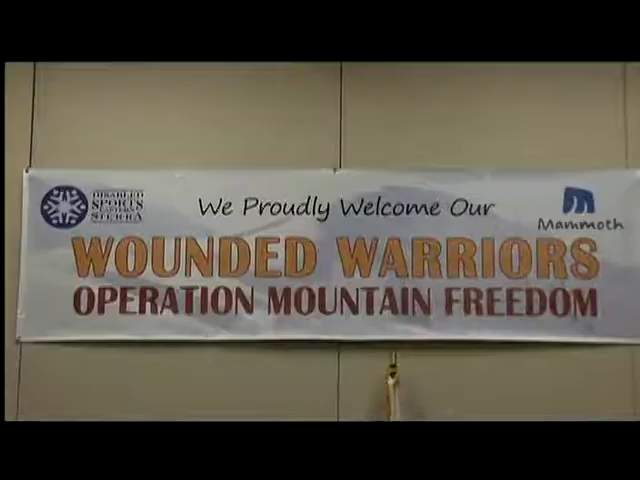 DISABLED
SPORTS
EASTERN
SIERRA
We Proudly Welcome Our
Mammoth
WOUNDED WARRIORS
OPERATION MOUNTAIN FREEDOM